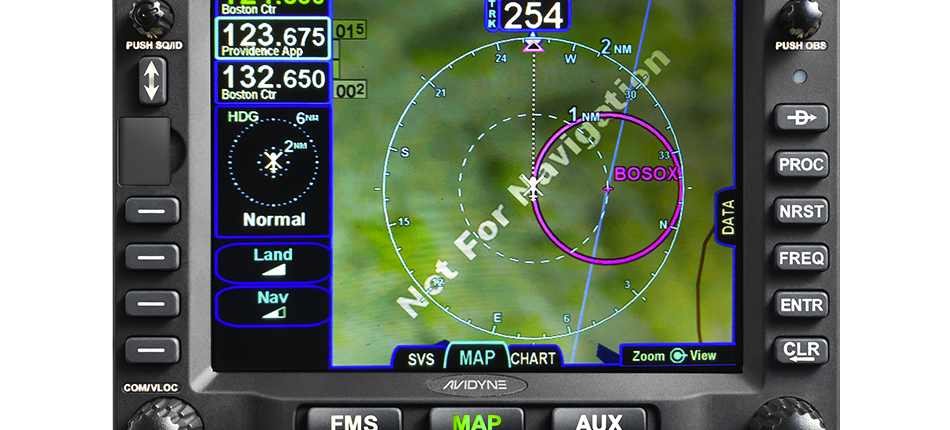 Boston Ctr
123.675
Providence App
132.650
Boston Ctr
015
002
TRK
254
PUSH SQ/ID
PUSH OBS
HDG
6NM
2NM
Normal
Land
Nav
2 NM
1 NM
24
W
30
33
N
3
6
E
12
15
S
21
BOSOX
Not For Navigation
DATA
D
PROC
NRST
FREQ
ENTR
CLR
SVS
MAP
CHART
Zoom
View
COM/VLOC
AVIDYNE
FMS
MAP
AUX